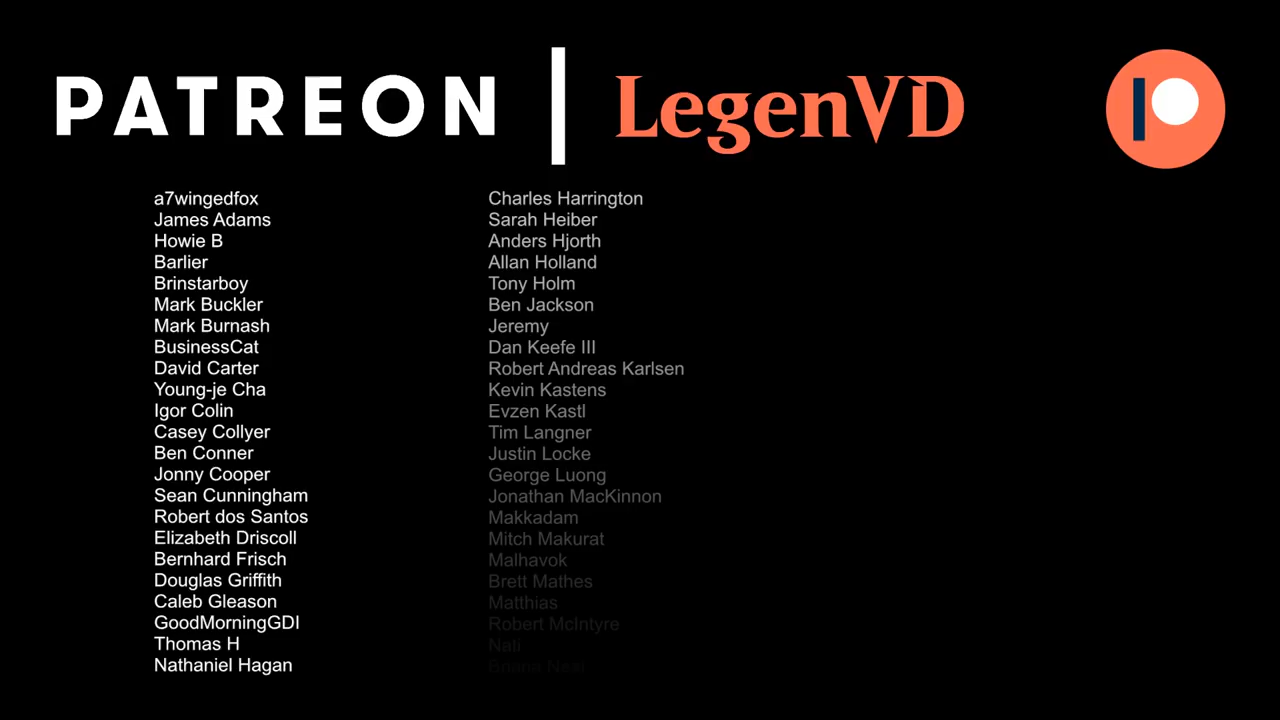 PATREON | LegenVD
a7wingedfox
James Adams
Howie B
Barlier
Brinstarboy
Mark Buckler
Mark Burnash
BusinessCat
David Carter
Young-je Cha
Igor Colin
Casey Collyer
Ben Conner
Jonny Cooper
Sean Cunningham
Robert dos Santos
Elizabeth Driscoll
Bernhard Frisch
Douglas Griffith
Caleb Gleason
GoodMorningGDI
Thomas H
Nathaniel Hagan
Charles Harrington
Sarah Heiber
Anders Hjorth
Allan Holland
Tony Holm
Ben Jackson
Jeremy
Dan Keefe III
Robert Andreas Karlsen
Kevin Kastens
Evzen Kastl
Tim Langner
Justin Locke
George Luong
Jonathan MacKinnon
Makkadam
Mitch Makurat
Malhavok
Brett Mathes
Matthias
Robert McIntyre
Nali